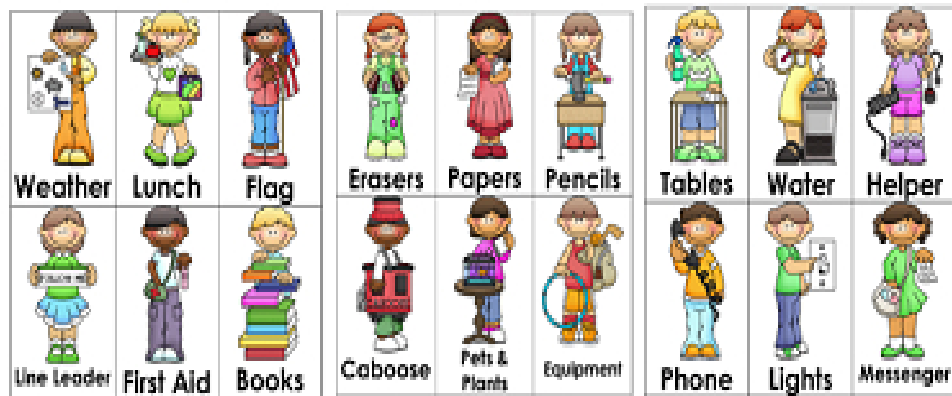 Weather Lunch Flag
Erasers Papers Pencils
Tables Water Helper
Line Leader First Aid Books
Caboose Pets & Plants Equipment
Phone Lights Messenger